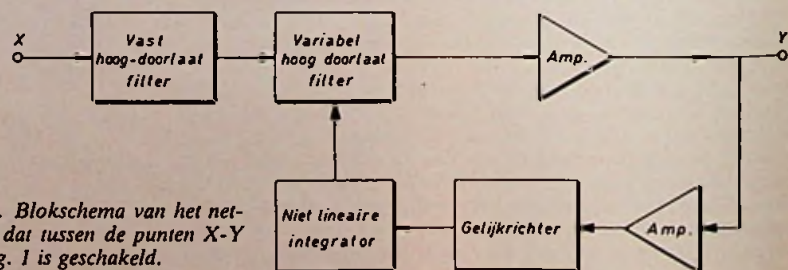 X
Vast
hoog-doorlaat
filter
Variabel
hoog doorlaat
filter
Amp.
Y
Niet lineaire
integrator
Gelijkrichter
Amp.
. Blokschema van het net-
dat tussen de punten X-Y
g. 1 is geschakeld.